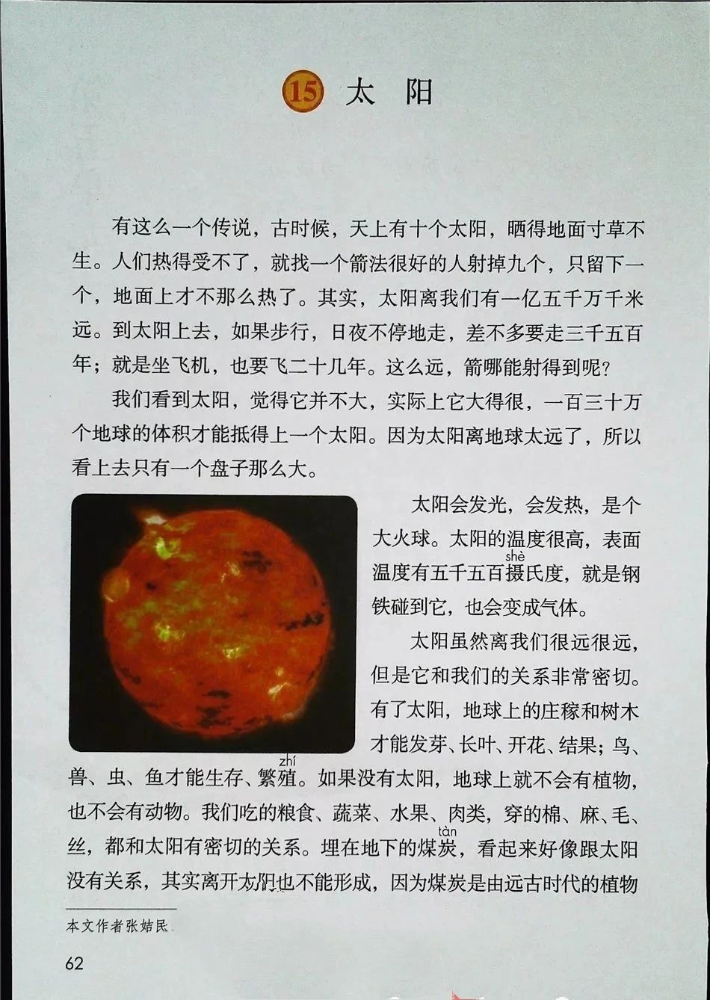 15 太 阳
有这么一个传说，古时候，天上有十个太阳，晒得地面寸草不
生。人们热得受不了，就找一个箭法很好的人射掉九个，只留下一
个，地面上才不那么热了。其实，太阳离我们有一亿五千万千米
远。到太阳上去，如果步行，日夜不停地走，差不多要走三千五百
年；就是坐飞机，也要飞二十几年。这么远，箭哪能射得到呢？
我们看到太阳，觉得它并不大，实际上它大得很，一百三十万
个地球的体积才能抵得上一个太阳。因为太阳离地球太远了，所以
看上去只有一个盘子那么大。
太阳会发光，会发热，是个
大火球。太阳的温度很高，表面
shè
温度有五千五百摄氏度，就是钢
铁碰到它，也会变成气体。
太阳虽然离我们很远很远，
但是它和我们的关系非常密切。
有了太阳，地球上的庄稼和树木
才能发芽、长叶、开花、结果；鸟、
zhí
兽、虫、鱼才能生存、繁殖。如果没有太阳，地球上就不会有植物，
也不会有动物。我们吃的粮食、蔬菜、水果、肉类，穿的棉、麻、毛、
tàn
丝，都和太阳有密切的关系。埋在地下的煤炭，看起来好像跟太阳
没有关系，其实离开太阳也不能形成，因为煤炭是由远古时代的植物
本文作者张姞民。
62